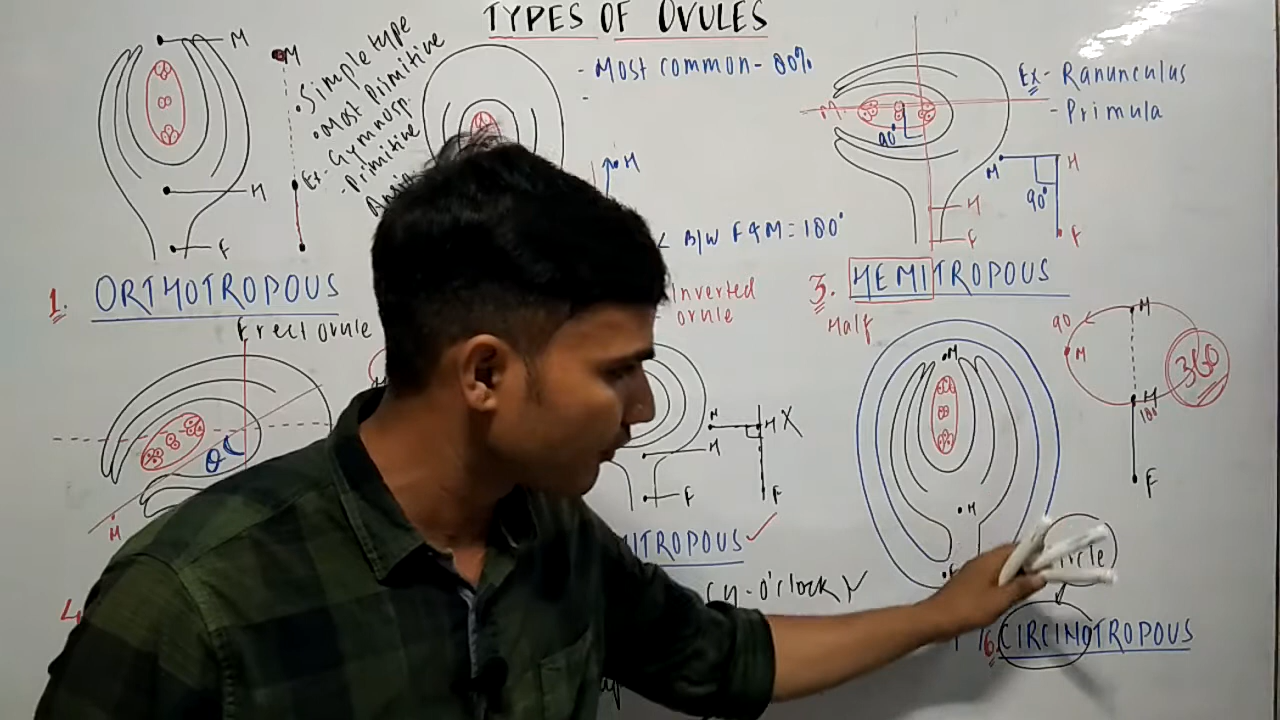 TYPES OF OVULES
M
M
• Simple type
• Most Primitive
Ex- Gymnosp.
- Primitive
H
F
1. ORTHOTROPOUS
Erect ovule
- Most common - 80%
-
H
B/W F & M = 180°
Inverted
ovule
M
90°
H
F
Ex- Ranunculus
- Primula
M
H
90°
F
3. HEMITROPOUS
Half
θ
M
4.
M
H
F
M
H X
F
ITROPOUS ✓
o'clock
M
H
F
90
M
M
H
180°
F
360
rcle
6. CIRCINOTROPOUS